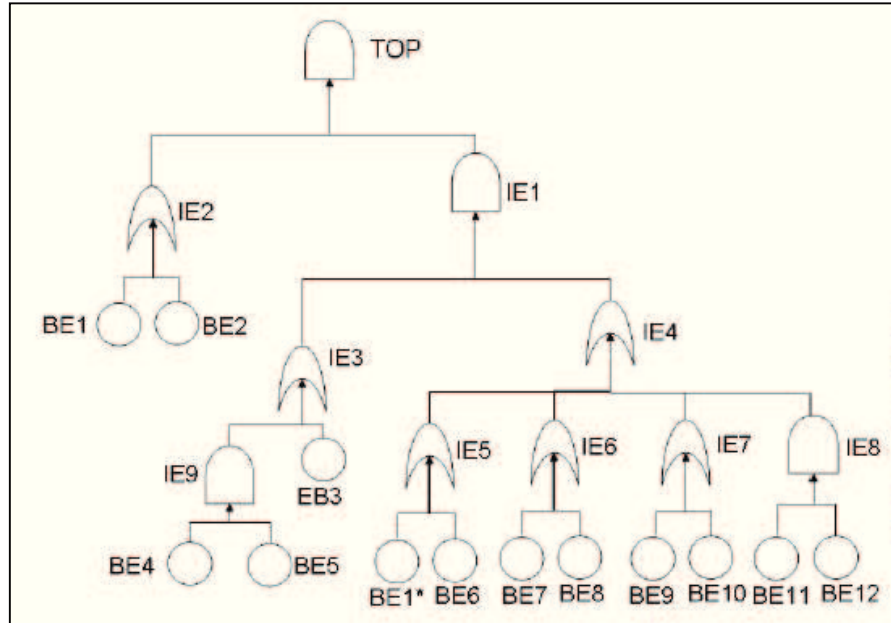 TOP
IE1
IE2
BE1
BE2
IE3
IE4
IE9
EB3
IE5
IE6
IE7
IE8
BE4
BE5
BE1*
BE6
BE7
BE8
BE9
BE10
BE11
BE12